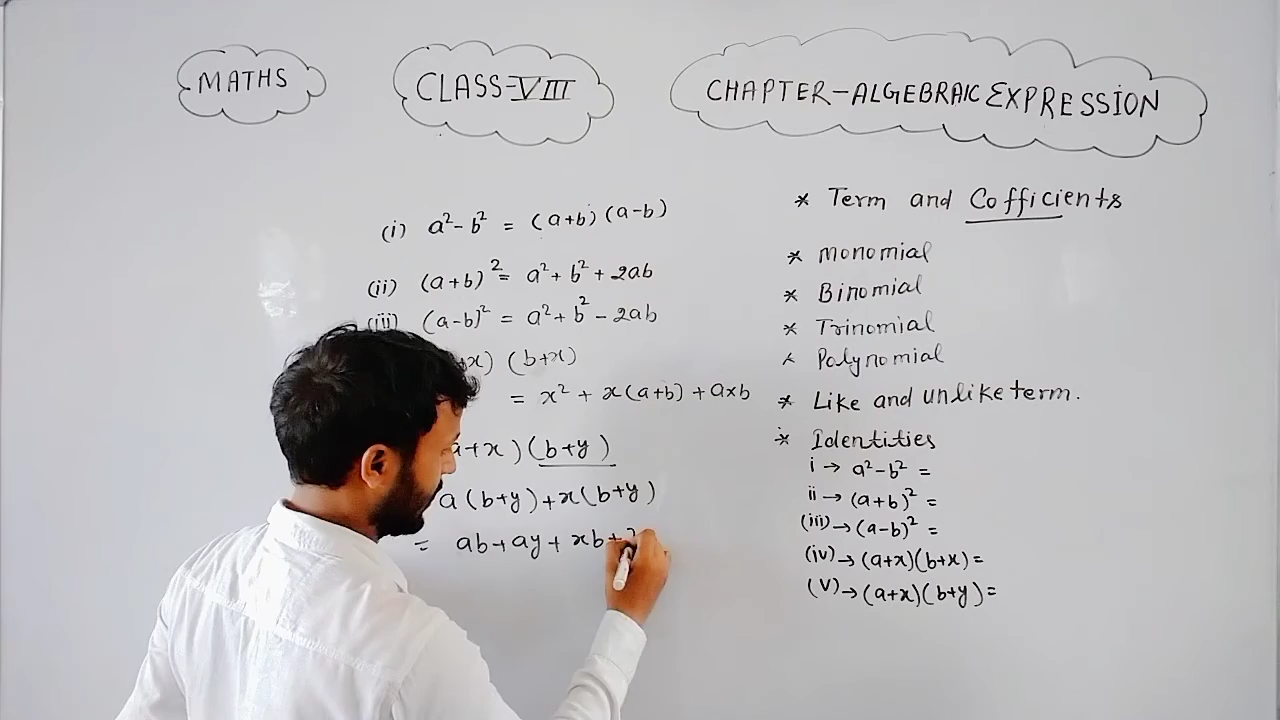 MATHS
CLASS-VIII
CHAPTER-ALGEBRAIC EXPRESSION
(i) a²-b² = (a+b)(a-b)
(ii) (a+b)² = a²+b²+2ab
(iii) (a-b)² = a²+b²-2ab
+x) (b+x)
= x² + x(a+b) + axb
a+x)(b+y)
a(b+y)+x(b+y)
= ab+ay+xb+
* Term and Cofficients
* Monomial
* Binomial
* Trinomial
* Polynomial
* Like and unlike term.
* Identities
i → a²-b² =
ii → (a+b)² =
(iii) → (a-b)² =
(iv) → (a+x)(b+x)=
(V) → (a+x)(b+y)=